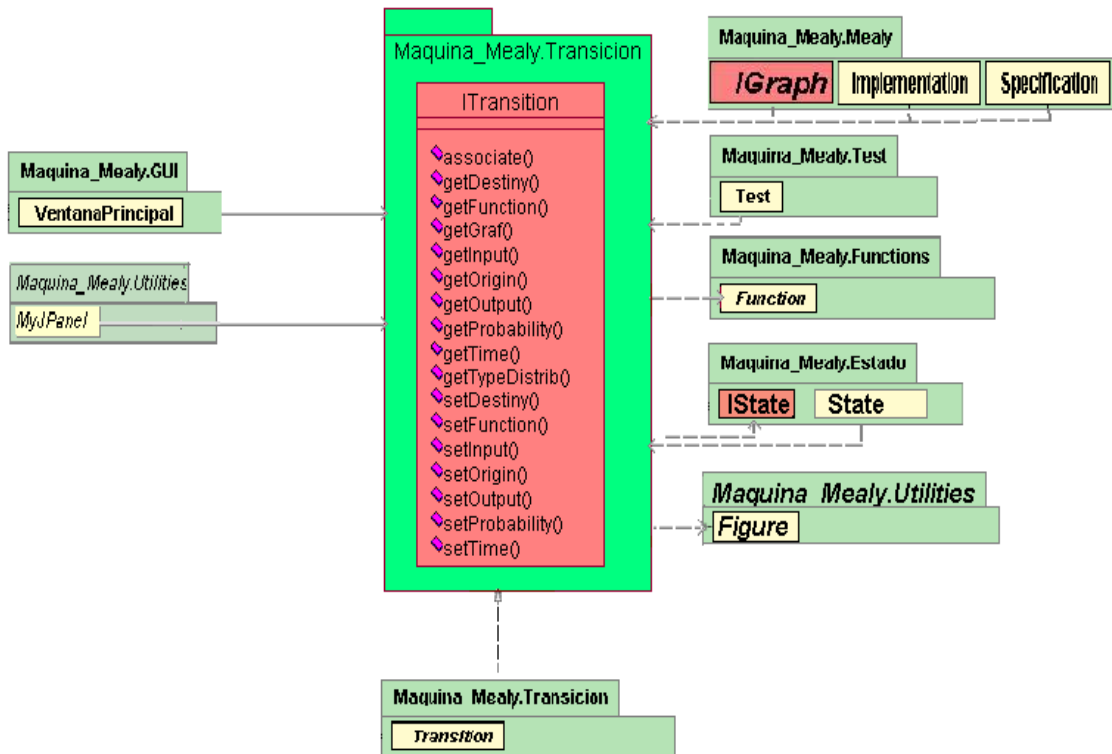 Maquina_Mealy.Transicion
ITransition
associate()
getDestiny()
getFunction()
getGraf()
getInput()
getOrigin()
getOutput()
getProbability()
getTime()
getTypeDistrib()
setDestiny()
setFunction()
setInput()
setOrigin()
setOutput()
setProbability()
setTime()
Maquina_Mealy.GUI
VentanaPrincipal
Maquina_Mealy.Utilities
MyJPanel
Maquina_Mealy.Mealy
IGraph Implementation Specification
Maquina_Mealy.Test
Test
Maquina_Mealy.Functions
Function
Maquina_Mealy.Estado
IState State
Maquina_Mealy.Utilities
Figure
Maquina_Mealy.Transicion
Transition